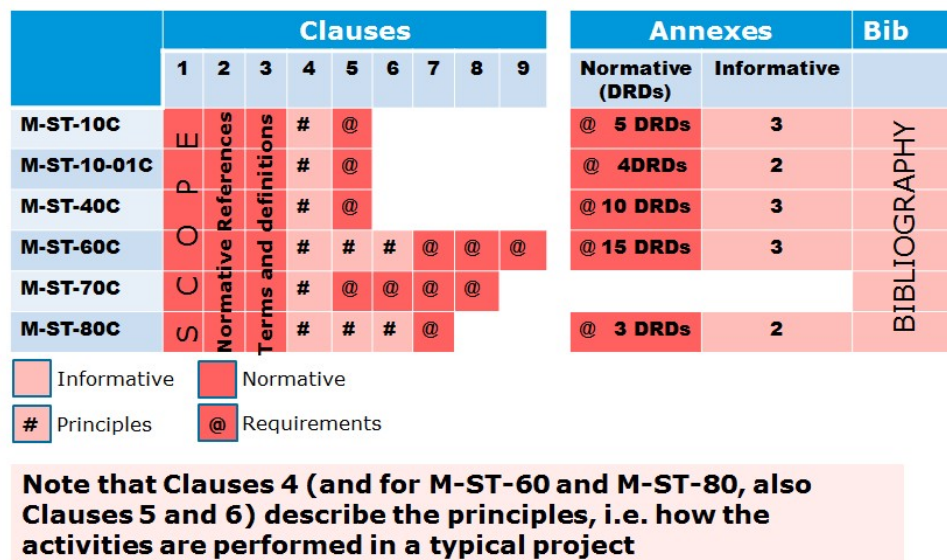 Clauses Annexes Bib
1 2 3 4 5 6 7 8 9 Normative (DRDs) Informative
M-ST-10C # @ @ 5 DRDs 3
M-ST-10-01C # @ @ 4DRDs 2
M-ST-40C # @ @ 10 DRDs 3
M-ST-60C # # # @ @ @ @ 15 DRDs 3
M-ST-70C # @ @ @ @
M-ST-80C # # # @ @ 3 DRDs 2
SCOPE
Normative References
Terms and definitions
BIBLIOGRAPHY
Informative Normative
# Principles @ Requirements
Note that Clauses 4 (and for M-ST-60 and M-ST-80, also
Clauses 5 and 6) describe the principles, i.e. how the
activities are performed in a typical project